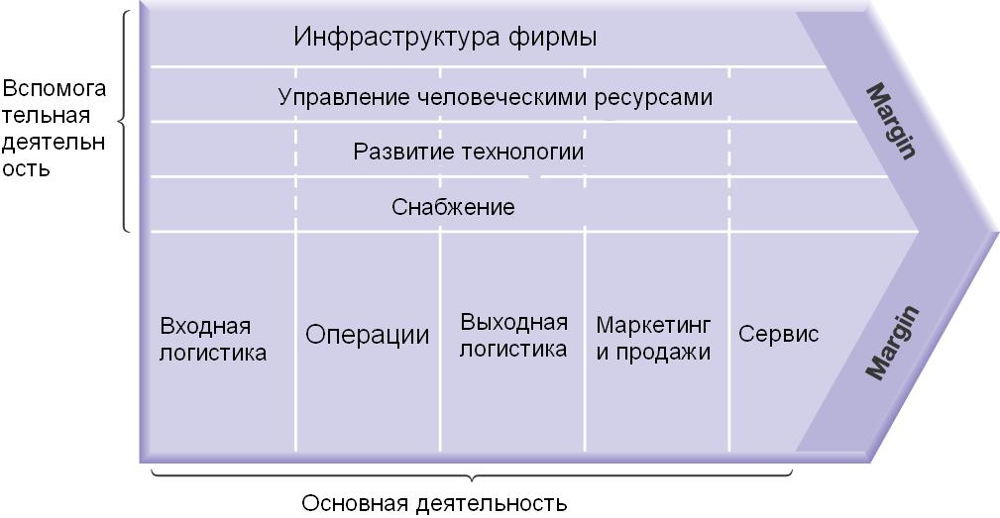 Инфраструктура фирмы
Вспомога
тельная
деятельн
ость
Управление человеческими ресурсами
Развитие технологии
Снабжение
Margin
Входная
логистика
Операции
Выходная
логистика
Маркетинг
и продажи
Сервис
Margin
Основная деятельность